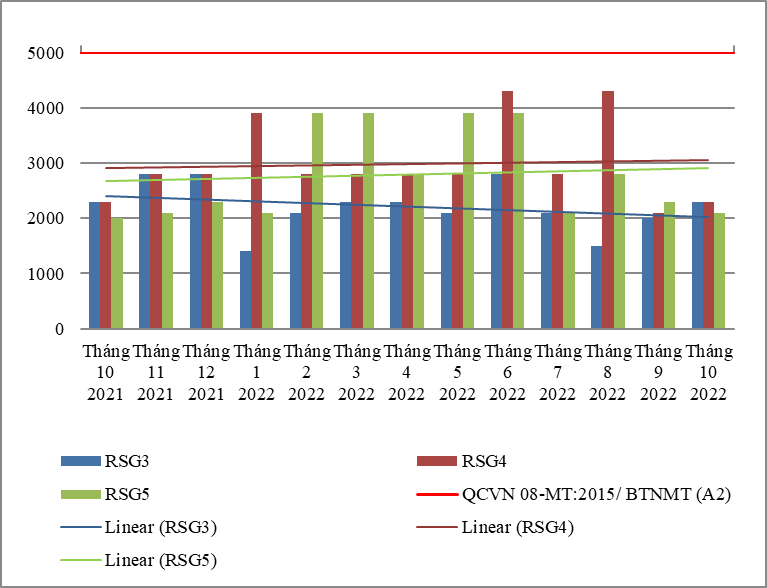 5000
4000
3000
2000
1000
0
Tháng 10 2021
Tháng 11 2021
Tháng 12 2021
Tháng 1 2022
Tháng 2 2022
Tháng 3 2022
Tháng 4 2022
Tháng 5 2022
Tháng 6 2022
Tháng 7 2022
Tháng 8 2022
Tháng 9 2022
Tháng 10 2022
RSG3
RSG4
RSG5
QCVN 08-MT:2015/ BTNMT (A2)
Linear (RSG3)
Linear (RSG4)
Linear (RSG5)